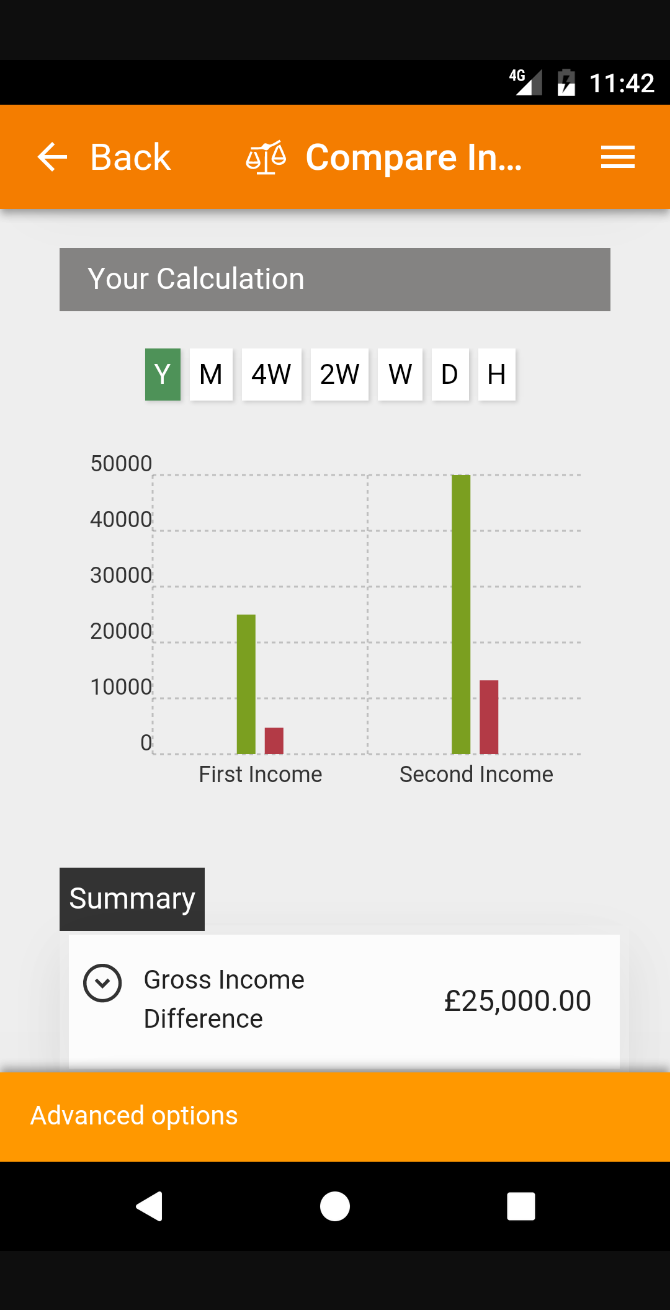 4G 11:42
Back Compare In...
Your Calculation
Y M 4W 2W W D H
50000
40000
30000
20000
10000
0
First Income Second Income
Summary
Gross Income
Difference
£25,000.00
Advanced options